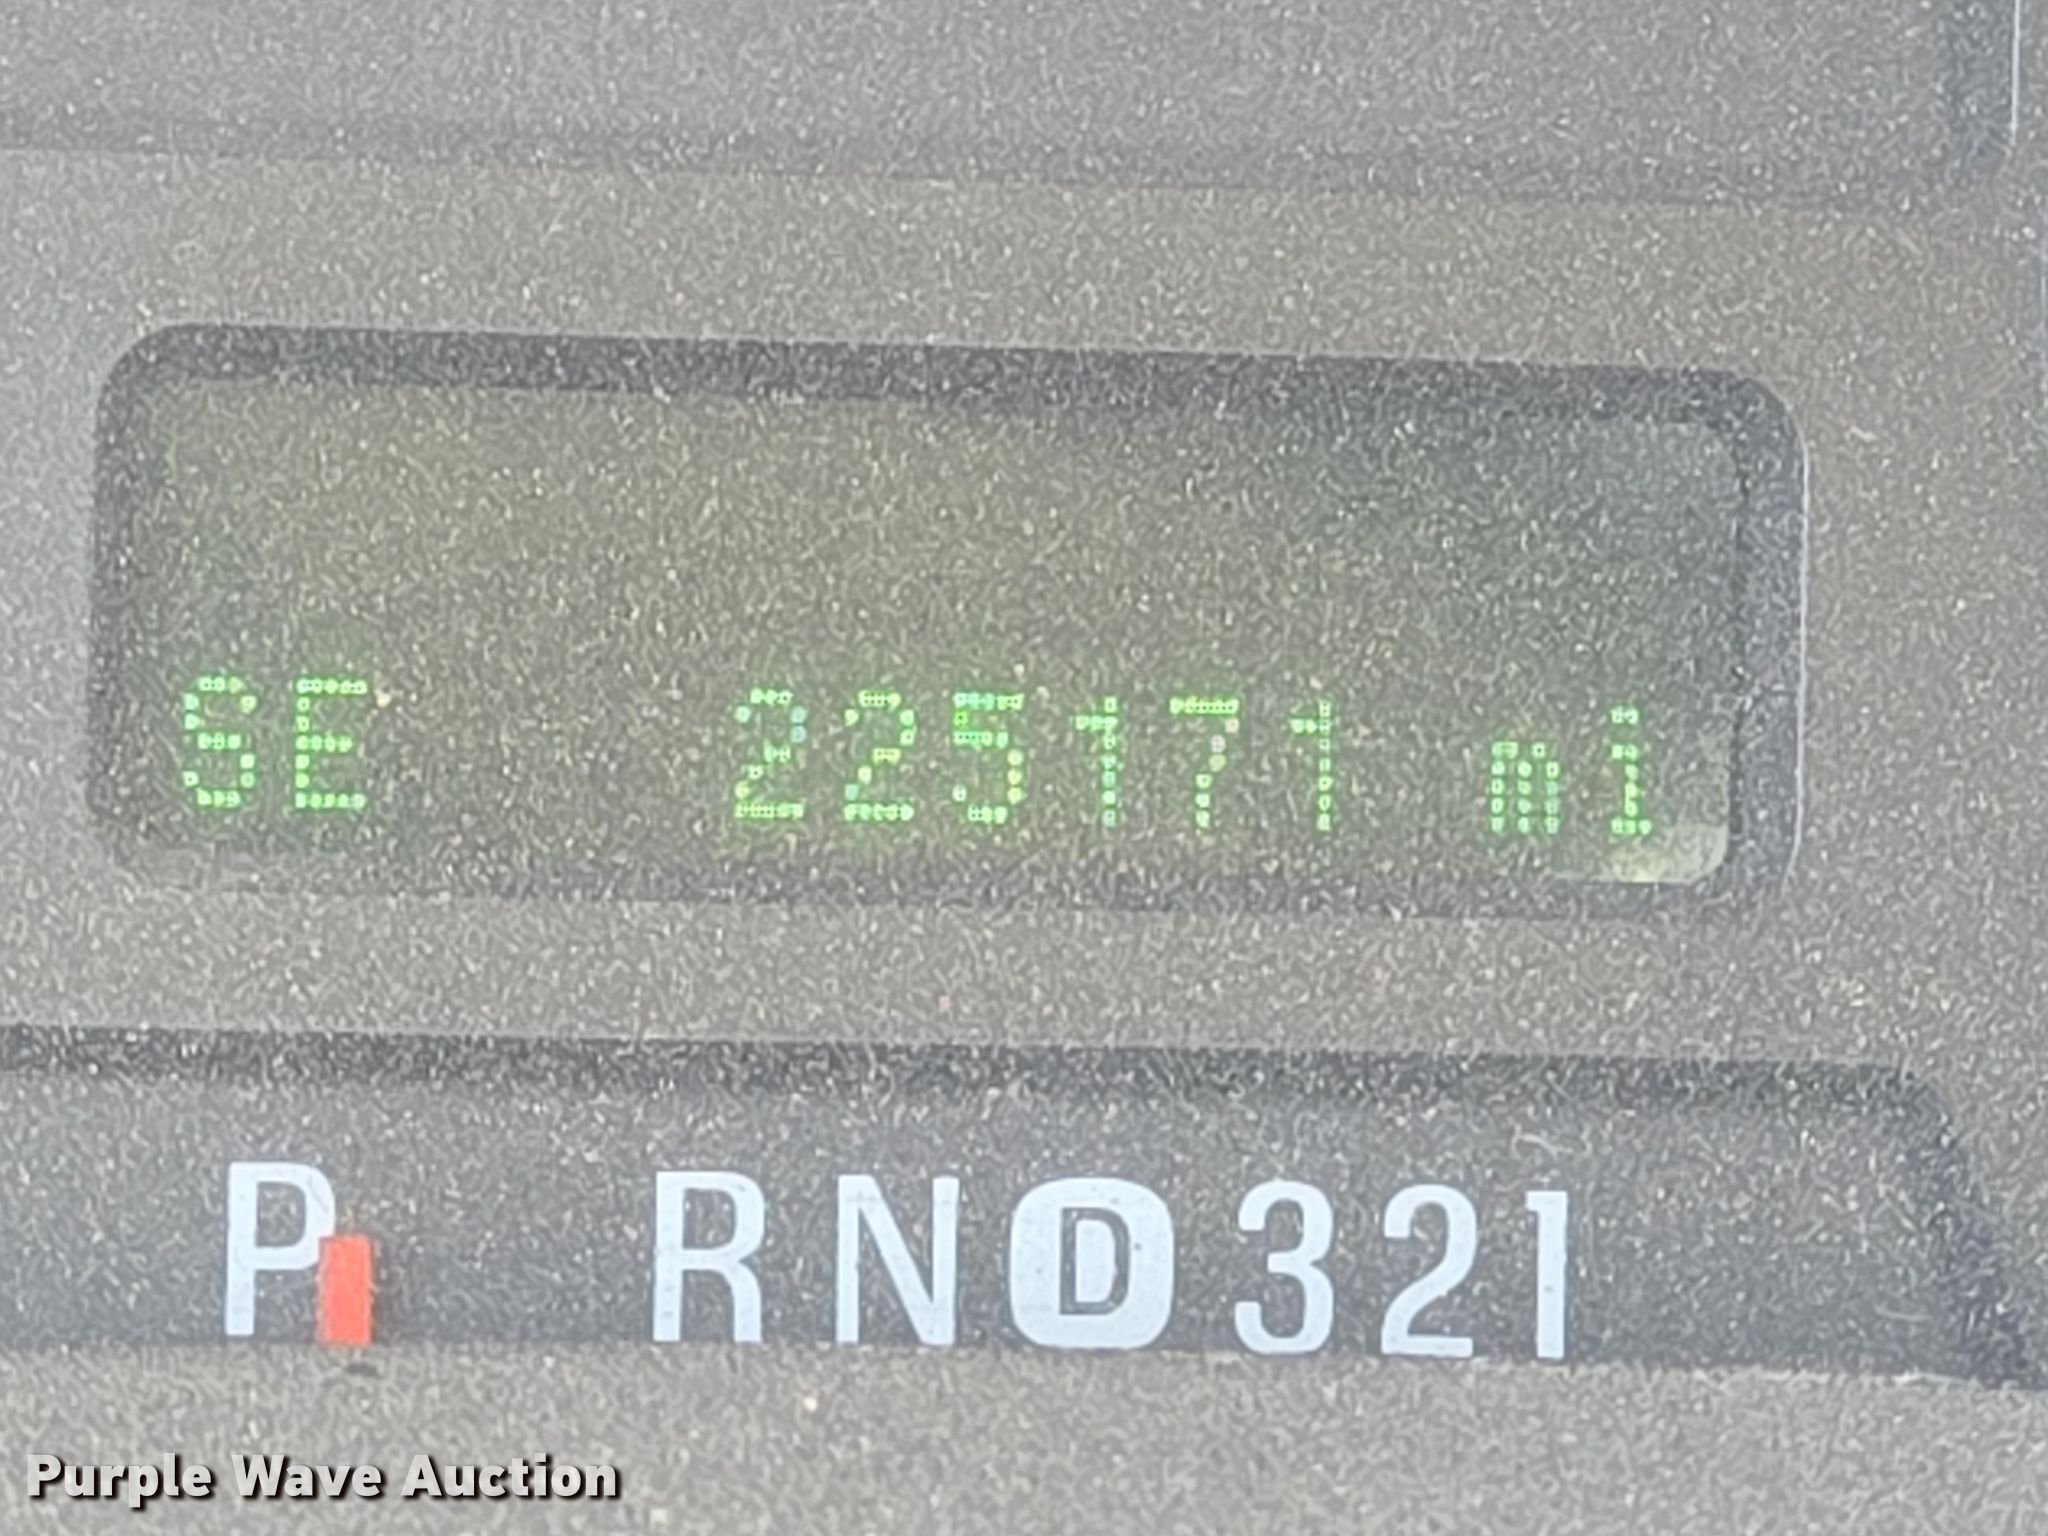 SE 225171 mi
P RND321
Purple Wave Auction